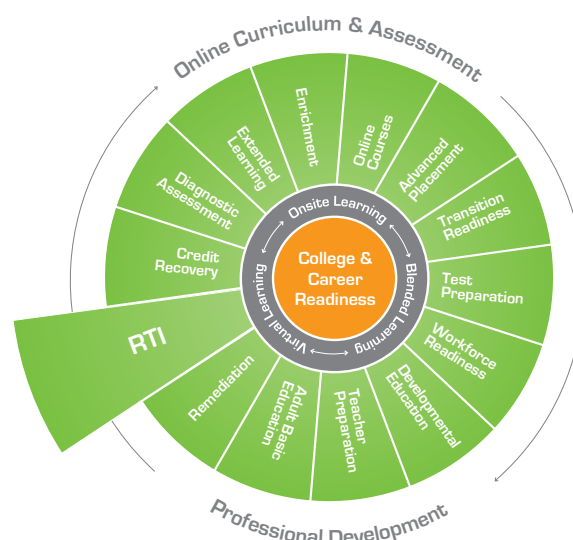 Online Curriculum & Assessment
Enrichment
Online
Courses
Advanced
Placement
Transition
Readiness
Test
Preparation
Workforce
Readiness
Developmental
Education
Teacher
Preparation
Adult Basic
Education
Remediation
RTI
Credit
Recovery
Diagnostic
Assessment
Extended
Learning
Onsite Learning
Blended Learning
Virtual Learning
College &
Career
Readiness
Professional Development